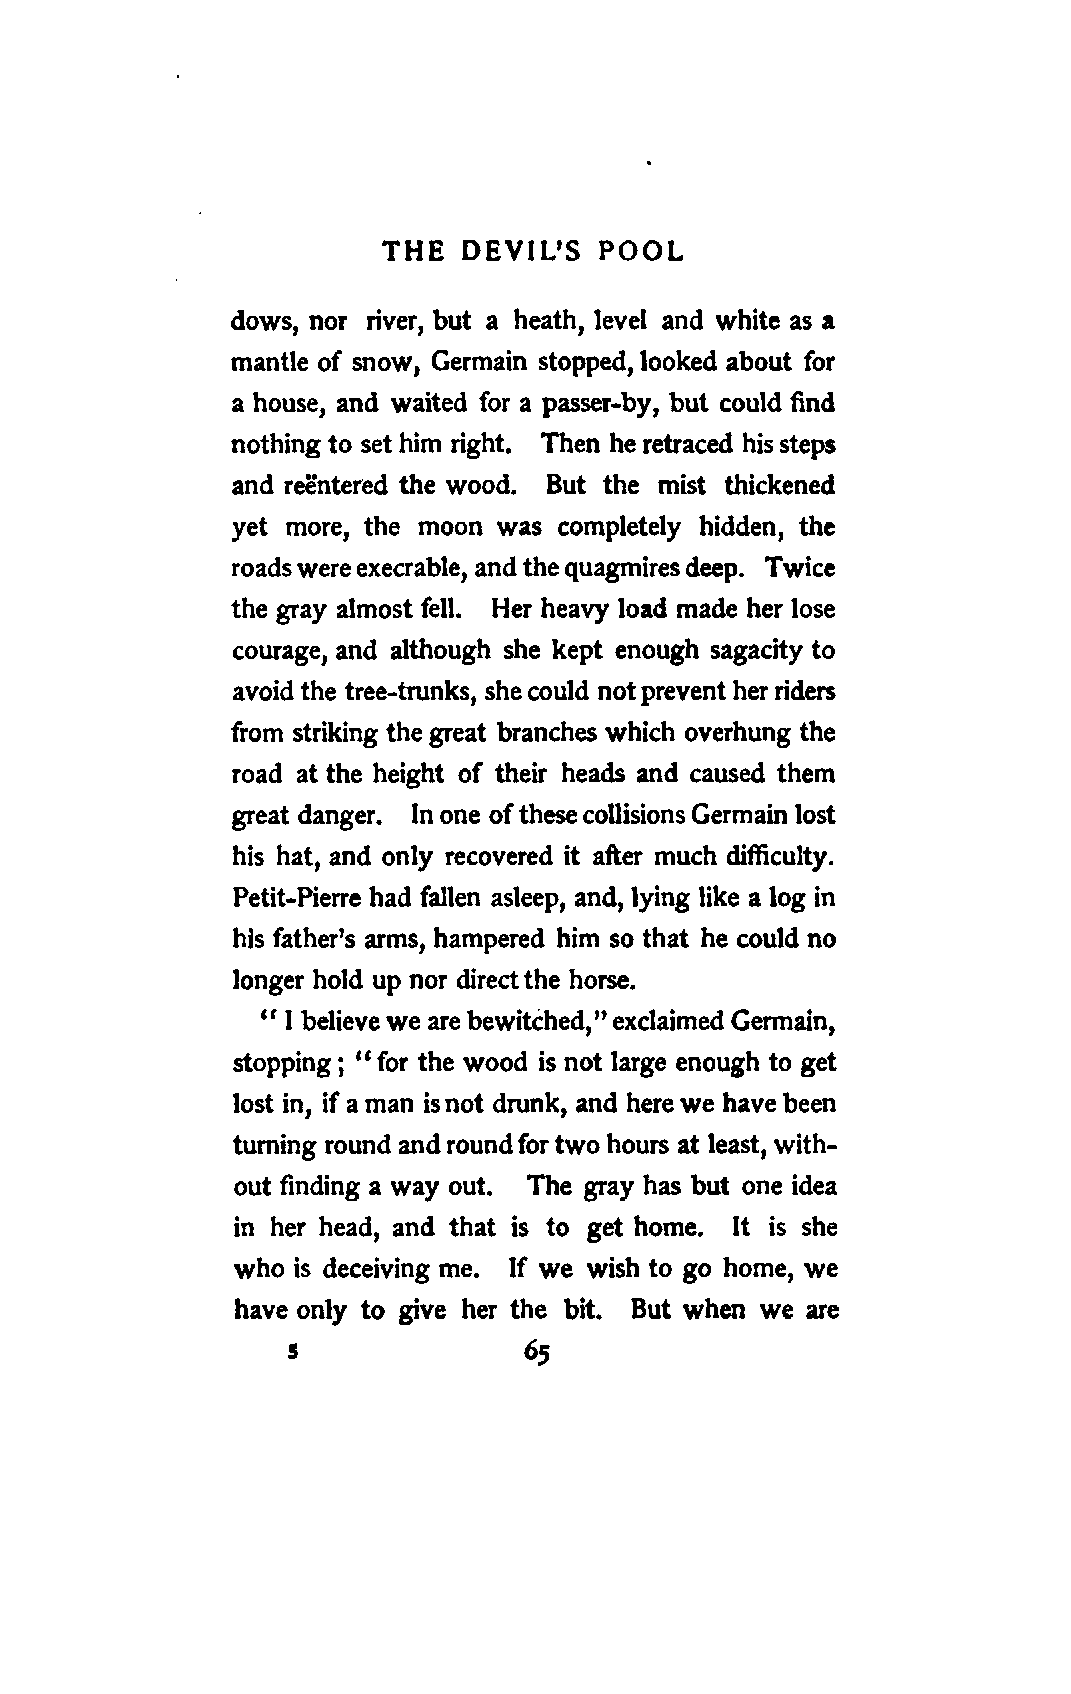 THE DEVIL'S POOL
dows, nor river, but a heath, level and white as a
mantle of snow, Germain stopped, looked about for
a house, and waited for a passer-by, but could find
nothing to set him right. Then he retraced his steps
and reëntered the wood. But the mist thickened
yet more, the moon was completely hidden, the
roads were execrable, and the quagmires deep. Twice
the gray almost fell. Her heavy load made her lose
courage, and although she kept enough sagacity to
avoid the tree-trunks, she could not prevent her riders
from striking the great branches which overhung the
road at the height of their heads and caused them
great danger. In one of these collisions Germain lost
his hat, and only recovered it after much difficulty.
Petit-Pierre had fallen asleep, and, lying like a log in
his father's arms, hampered him so that he could no
longer hold up nor direct the horse.
"I believe we are bewitched," exclaimed Germain,
stopping; "for the wood is not large enough to get
lost in, if a man is not drunk, and here we have been
turning round and round for two hours at least, with-
out finding a way out. The gray has but one idea
in her head, and that is to get home. It is she
who is deceiving me. If we wish to go home, we
have only to give her the bit. But when we are
5 65